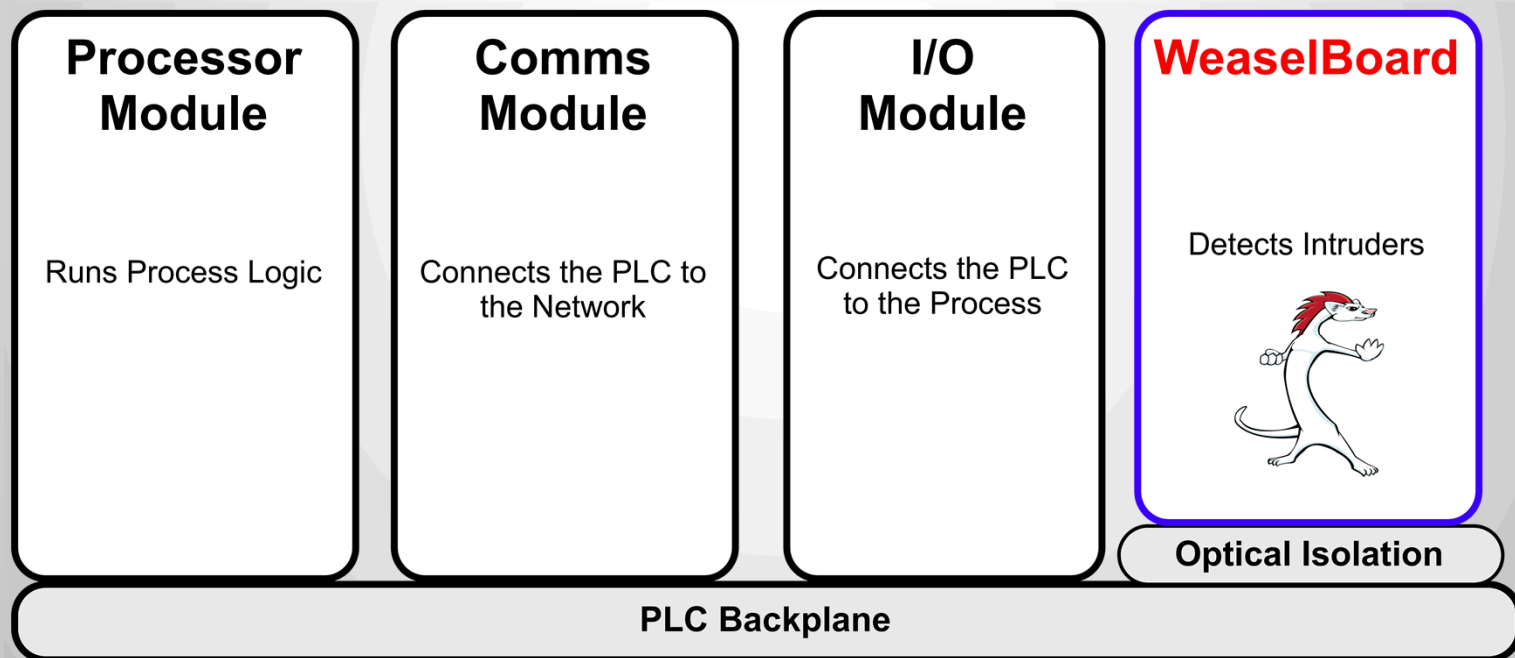 Processor
Module
Runs Process Logic
Comms
Module
Connects the PLC to
the Network
I/O
Module
Connects the PLC
to the Process
WeaselBoard
Detects Intruders
Optical Isolation
PLC Backplane